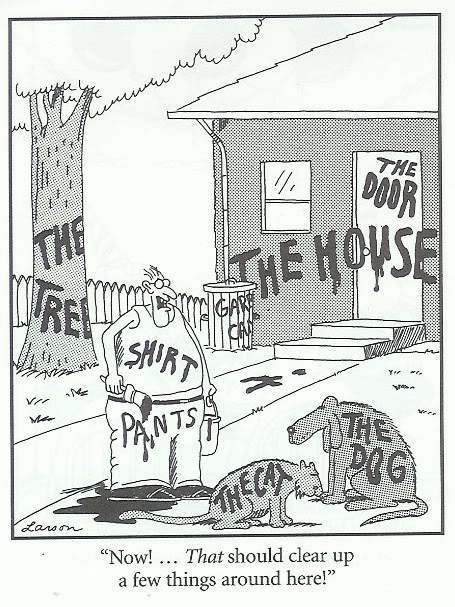 THE
DOOR
THE HOUSE
THE
TREE
GARB
CAN
SHIRT
PANTS
THE
DOG
THE CAT
Larson
“Now! ... That should clear up
a few things around here!”